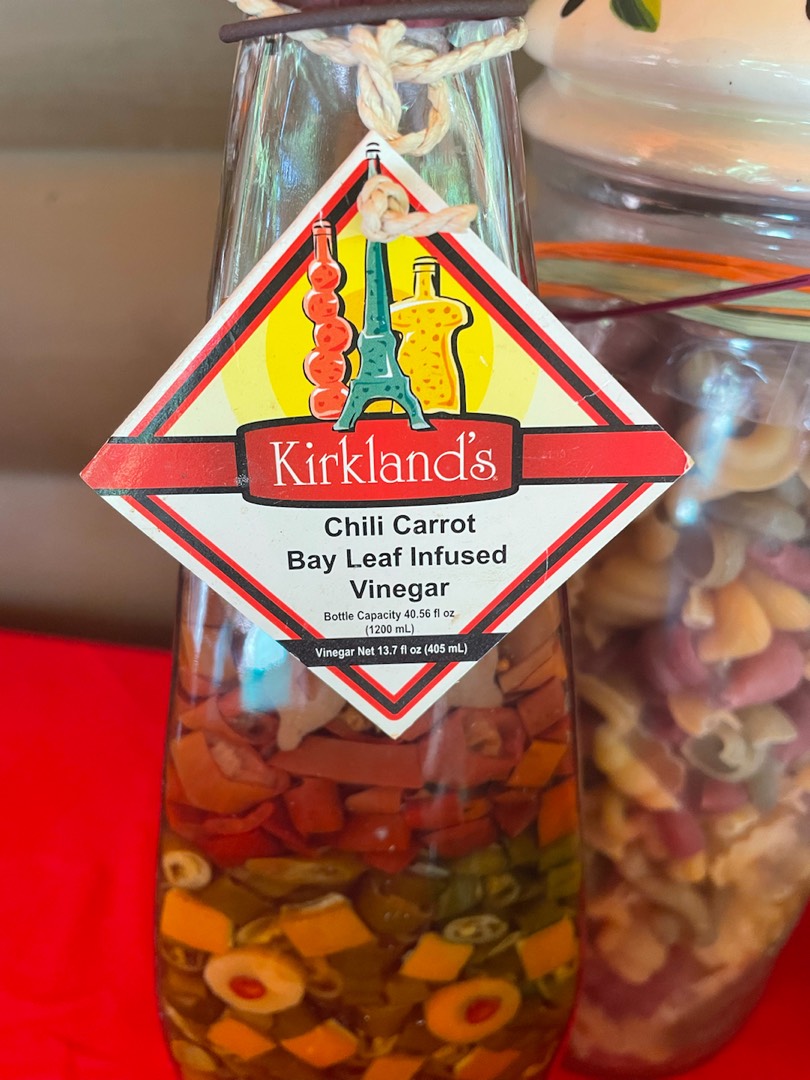 Kirkland's
Chili Carrot
Bay Leaf Infused
Vinegar
Bottle Capacity 40.56 fl oz
(1200 mL)
Vinegar Net 13.7 fl oz (405 mL)